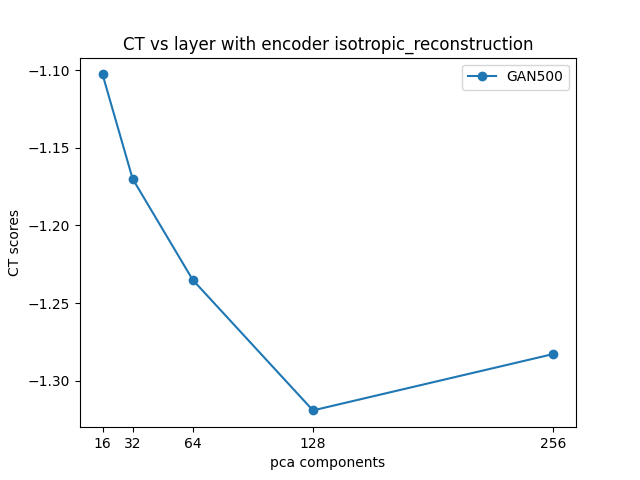 CT vs layer with encoder isotropic_reconstruction
GAN500
−1.10
−1.15
−1.20
−1.25
−1.30
CT scores
16 32 64 128 256
pca components